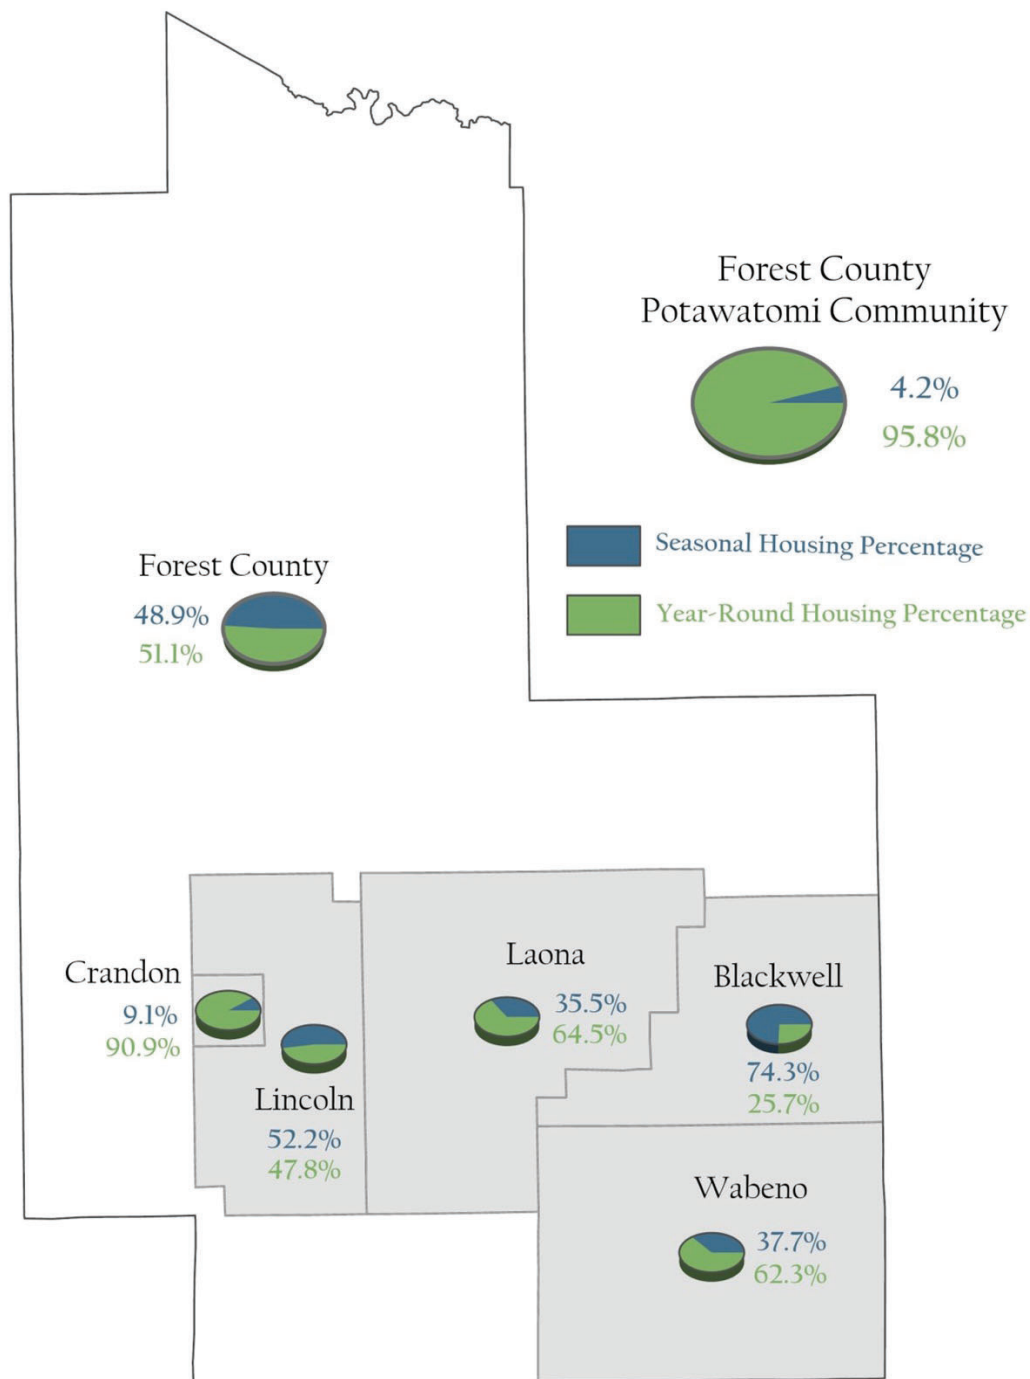 Forest County
Potawatomi Community
4.2%
95.8%
Seasonal Housing Percentage
Year-Round Housing Percentage
Forest County
48.9%
51.1%
Crandon
9.1%
90.9%
Lincoln
52.2%
47.8%
Laona
35.5%
64.5%
Blackwell
74.3%
25.7%
Wabeno
37.7%
62.3%